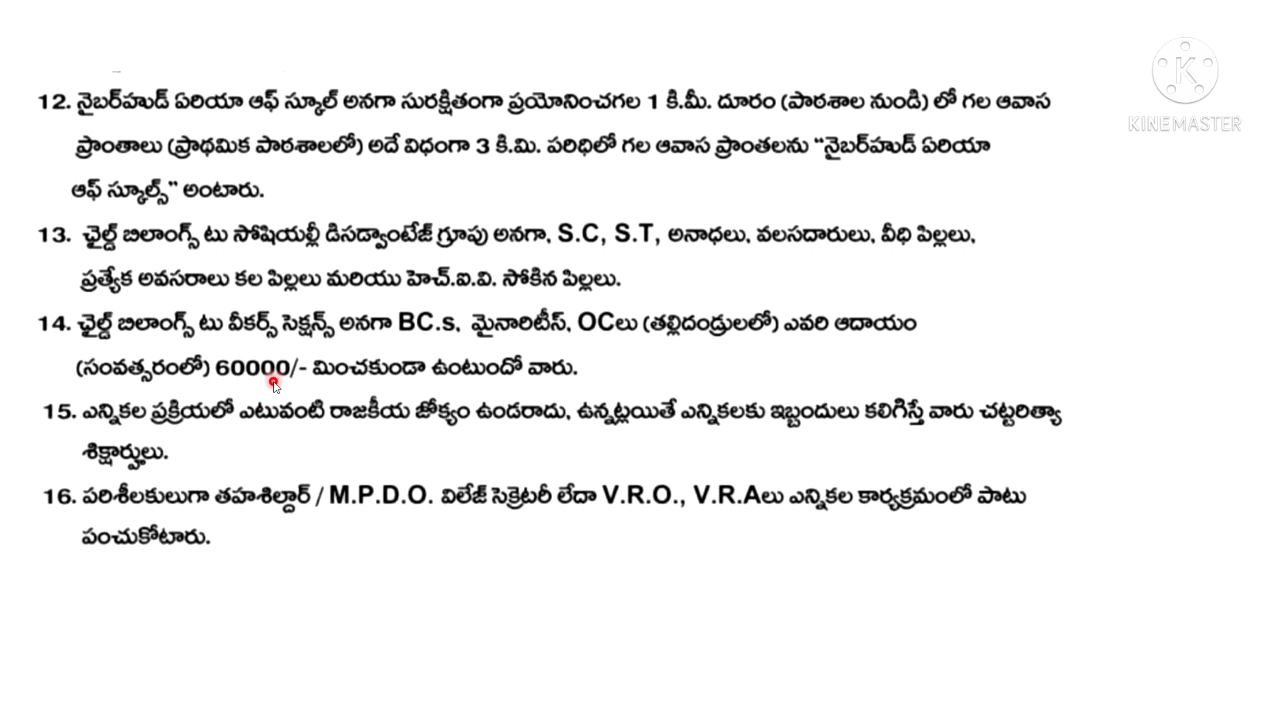 KINEMASTER
12. నైబర్‌హుడ్ ఏరియా ఆఫ్ స్కూల్ అనగా సురక్షితంగా ప్రయోనించగల 1 కి.మీ. దూరం (పాఠశాల నుండి) లో గల ఆవాస
ప్రాంతాలు (ప్రాథమిక పాఠశాలలో) అదే విధంగా 3 కి.మి. పరిధిలో గల ఆవాస ప్రాంతలను "నైబర్‌హుడ్ ఏరియా
ఆఫ్ స్కూల్స్" అంటారు.
13. ఛైల్డ్ బిలాంగ్స్ టు సోషియల్లీ డిసడ్వాంటేజ్ గ్రూపు అనగా, S.C, S.T, అనాధలు, వలసదారులు, వీధి పిల్లలు,
ప్రత్యేక అవసరాలు కల పిల్లలు మరియు హెచ్.ఐ.వి. సోకిన పిల్లలు.
14. ఛైల్డ్ బిలాంగ్స్ టు వీకర్స్ సెక్షన్స్ అనగా BC.s, మైనారిటీస్, OCలు (తల్లిదండ్రులలో) ఎవరి ఆదాయం
(సంవత్సరంలో) 60000/- మించకుండా ఉంటుందో వారు.
15. ఎన్నికల ప్రక్రియలో ఎటువంటి రాజకీయ జోక్యం ఉండరాదు, ఉన్నట్లయితే ఎన్నికలకు ఇబ్బందులు కలిగిస్తే వారు చట్టరిత్యా
శిక్షార్హులు.
16. పరిశీలకులుగా తహశిల్దార్ / M.P.D.O. విలేజ్ సెక్రెటరీ లేదా V.R.O., V.R.Aలు ఎన్నికల కార్యక్రమంలో పాటు
పంచుకోటారు.